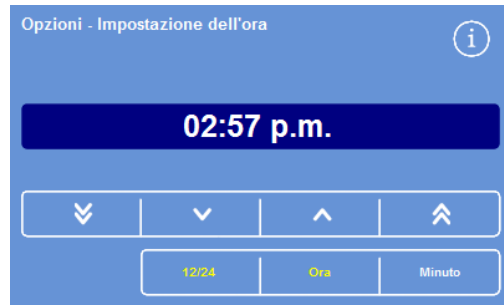 Opzioni - Impostazione dell'ora
i
02:57 p.m.
12/24 Ora Minuto